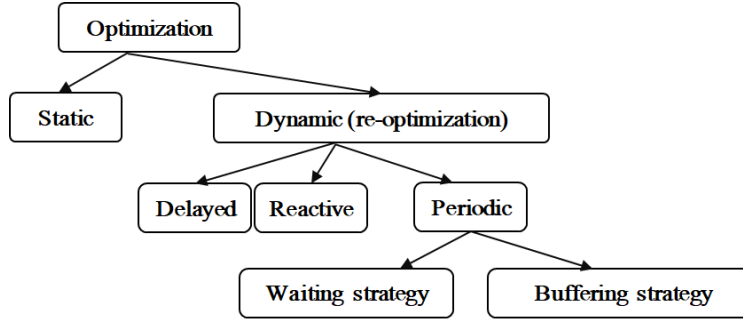 Optimization
Static
Dynamic (re-optimization)
Delayed
Reactive
Periodic
Waiting strategy
Buffering strategy